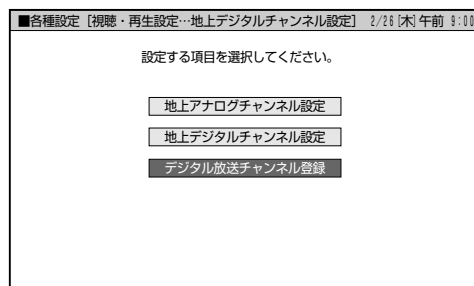 ■各種設定［視聴・再生設定…地上デジタルチャンネル設定］ 2/26［木］午前 9:00
設定する項目を選択してください。
地上アナログチャンネル設定
地上デジタルチャンネル設定
デジタル放送チャンネル登録